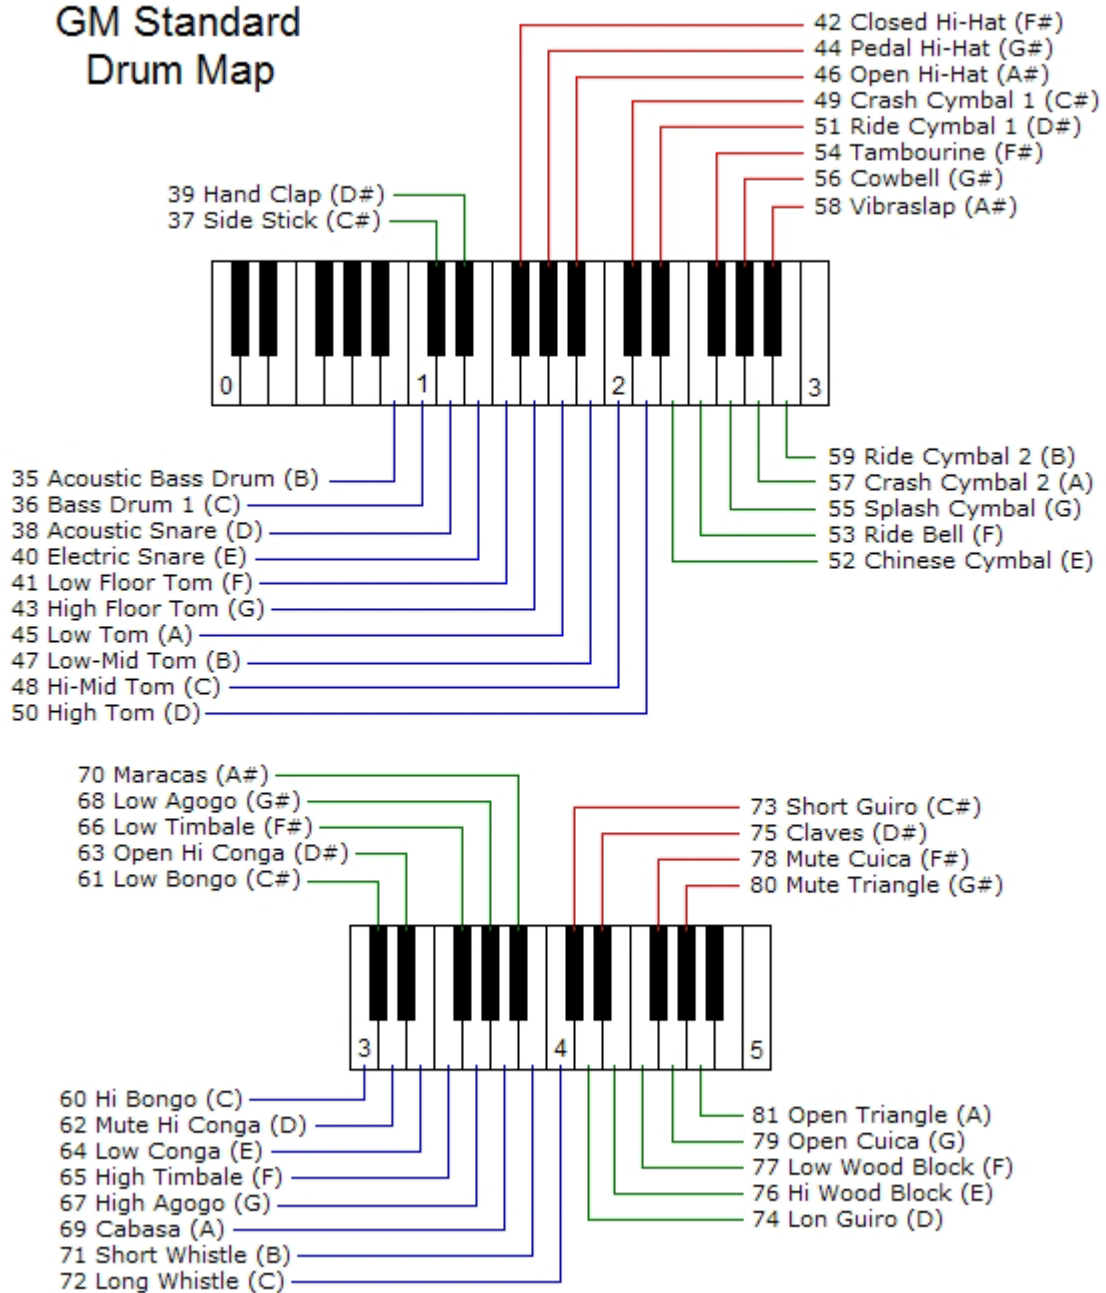 GM Standard
Drum Map
42 Closed Hi-Hat (F#)
44 Pedal Hi-Hat (G#)
46 Open Hi-Hat (A#)
49 Crash Cymbal 1 (C#)
51 Ride Cymbal 1 (D#)
54 Tambourine (F#)
56 Cowbell (G#)
58 Vibraslap (A#)
39 Hand Clap (D#)
37 Side Stick (C#)
0 1 2 3
35 Acoustic Bass Drum (B)
36 Bass Drum 1 (C)
38 Acoustic Snare (D)
40 Electric Snare (E)
41 Low Floor Tom (F)
43 High Floor Tom (G)
45 Low Tom (A)
47 Low-Mid Tom (B)
48 Hi-Mid Tom (C)
50 High Tom (D)
59 Ride Cymbal 2 (B)
57 Crash Cymbal 2 (A)
55 Splash Cymbal (G)
53 Ride Bell (F)
52 Chinese Cymbal (E)
70 Maracas (A#)
68 Low Agogo (G#)
66 Low Timbale (F#)
63 Open Hi Conga (D#)
61 Low Bongo (C#)
73 Short Guiro (C#)
75 Claves (D#)
78 Mute Cuica (F#)
80 Mute Triangle (G#)
3 4 5
60 Hi Bongo (C)
62 Mute Hi Conga (D)
64 Low Conga (E)
65 High Timbale (F)
67 High Agogo (G)
69 Cabasa (A)
71 Short Whistle (B)
72 Long Whistle (C)
81 Open Triangle (A)
79 Open Cuica (G)
77 Low Wood Block (F)
76 Hi Wood Block (E)
74 Lon Guiro (D)